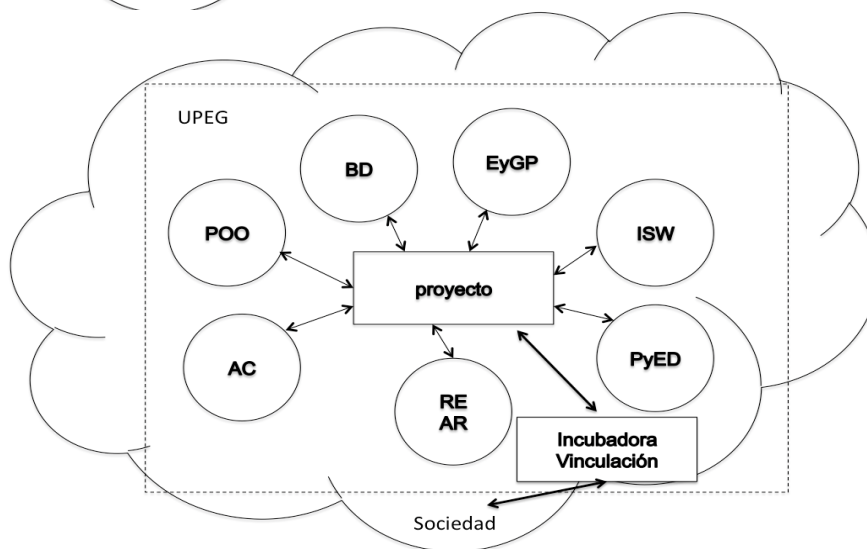 UPEG
BD
EyGP
POO
ISW
proyecto
AC
PyED
RE
AR
Incubadora
Vinculación
Sociedad